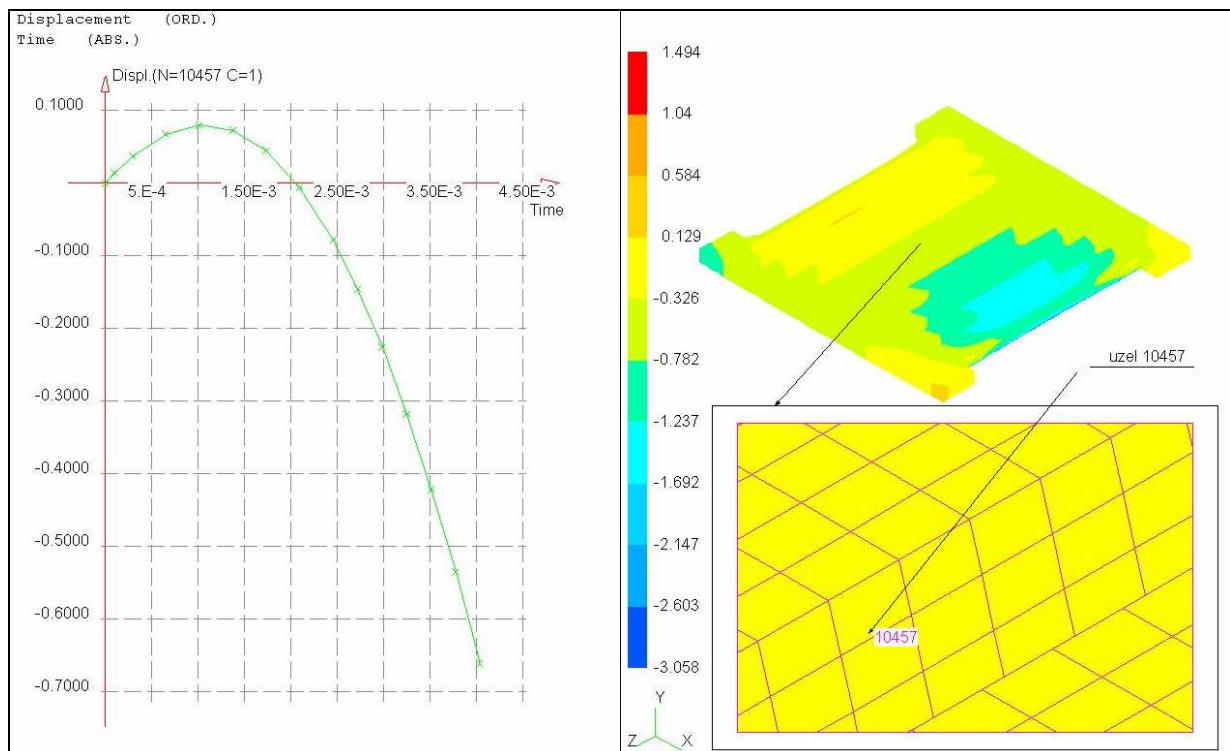 Displacement (ORD.)
Time (ABS.)
Displ.(N=10457 C=1)
0.1000
-0.1000
-0.2000
-0.3000
-0.4000
-0.5000
-0.6000
-0.7000
5.E-4 1.50E-3 2.50E-3 3.50E-3 4.50E-3
Time
1.494
1.04
0.584
0.129
-0.326
-0.782
-1.237
-1.692
-2.147
-2.603
-3.058
uzel 10457
10457
Y
Z X